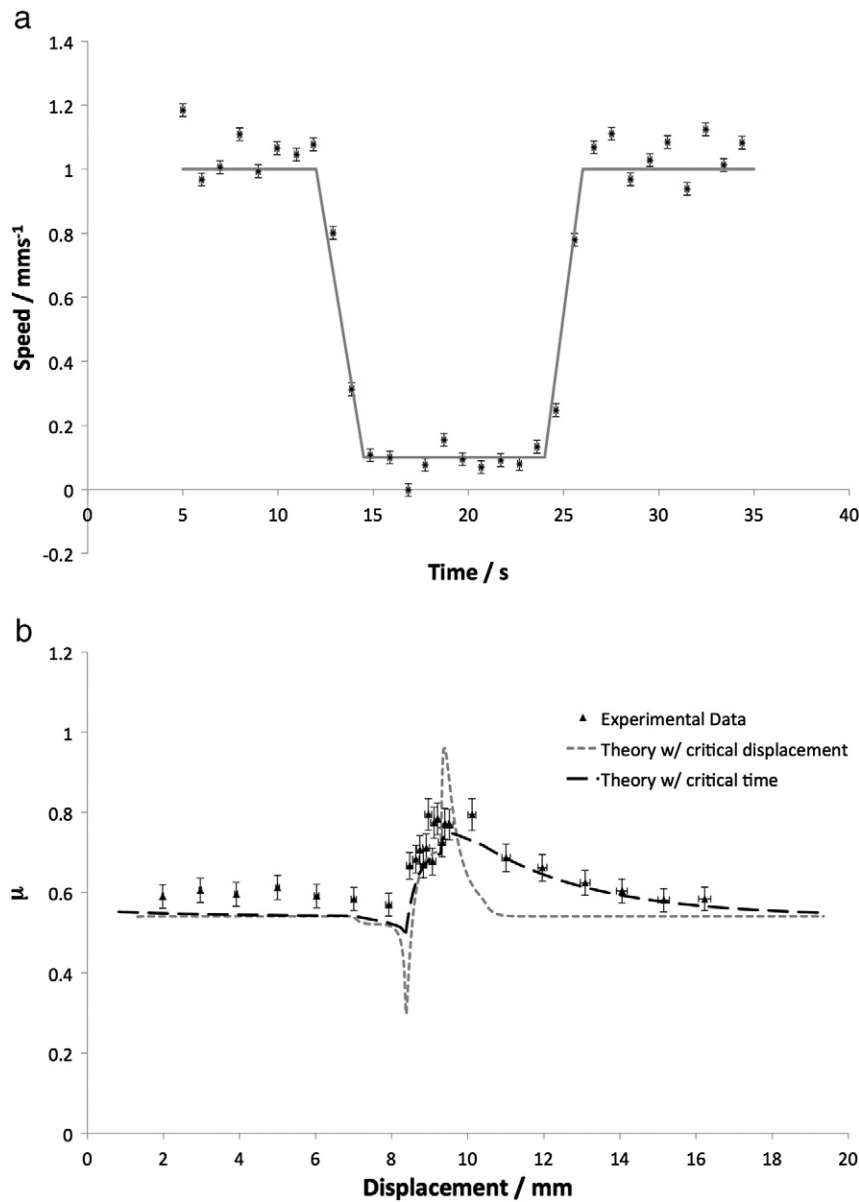 a
1.4
1.2
1
0.8
0.6
0.4
0.2
0
-0.2
0 5 10 15 20 25 30 35 40
Speed / mms⁻¹
Time / s
b
1.2
1
0.8
0.6
0.4
0.2
0
0 2 4 6 8 10 12 14 16 18 20
μ
Experimental Data
Theory w/ critical displacement
Theory w/ critical time
Displacement / mm